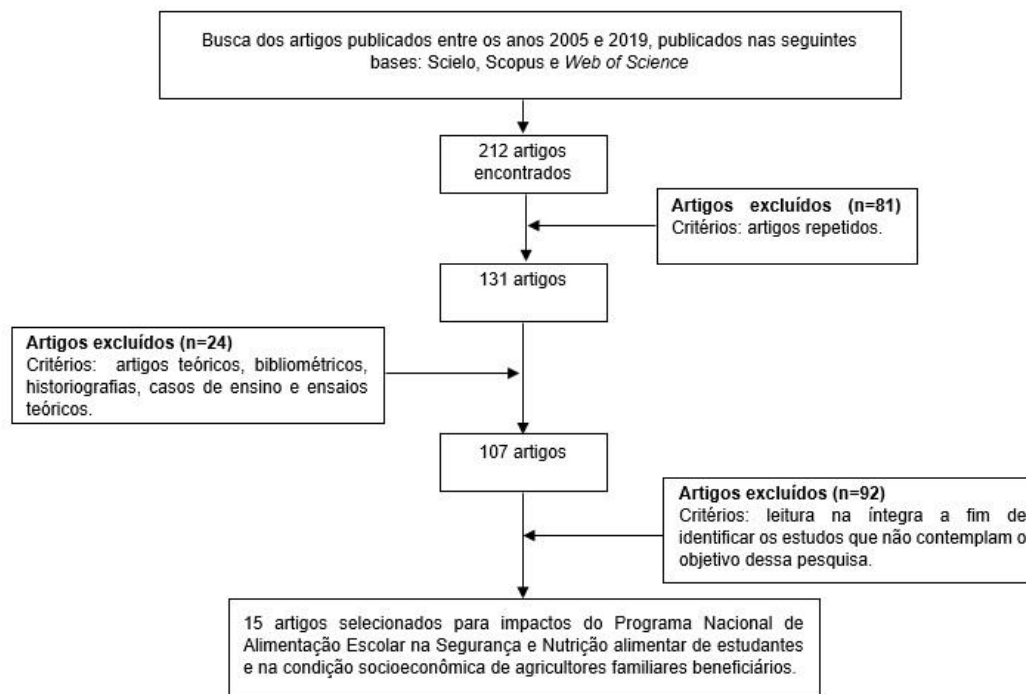 Busca dos artigos publicados entre os anos 2005 e 2019, publicados nas seguintes
bases: Scielo, Scopus e Web of Science
212 artigos
encontrados
Artigos excluídos (n=81)
Critérios: artigos repetidos.
131 artigos
Artigos excluídos (n=24)
Critérios: artigos teóricos, bibliométricos,
historiografias, casos de ensino e ensaios
teóricos.
107 artigos
Artigos excluídos (n=92)
Critérios: leitura na íntegra a fim de
identificar os estudos que não contemplam o
objetivo dessa pesquisa.
15 artigos selecionados para impactos do Programa Nacional de
Alimentação Escolar na Segurança e Nutrição alimentar de estudantes
e na condição socioeconômica de agricultores familiares beneficiários.